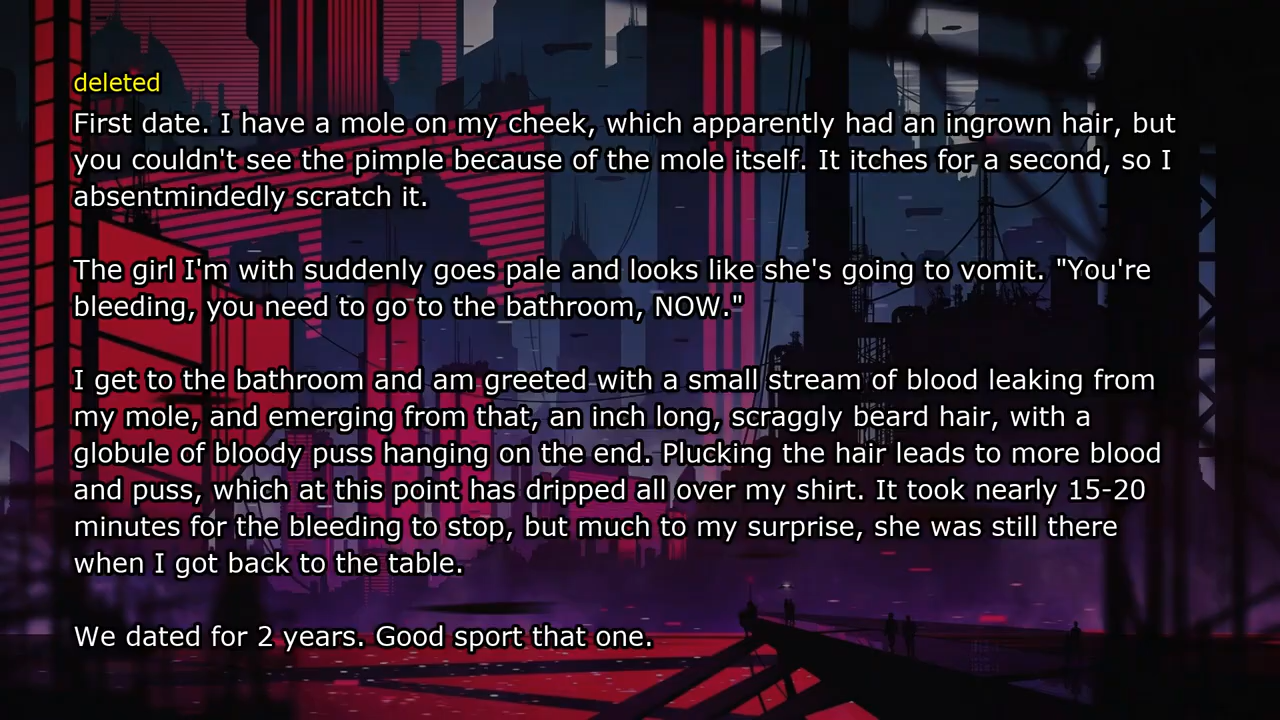 deleted
First date. I have a mole on my cheek, which apparently had an ingrown hair, but
you couldn't see the pimple because of the mole itself. It itches for a second, so I
absentmindedly scratch it.
The girl I'm with suddenly goes pale and looks like she's going to vomit. "You're
bleeding, you need to go to the bathroom, NOW."
I get to the bathroom and am greeted with a small stream of blood leaking from
my mole, and emerging from that, an inch long, scraggly beard hair, with a
globule of bloody puss hanging on the end. Plucking the hair leads to more blood
and puss, which at this point has dripped all over my shirt. It took nearly 15-20
minutes for the bleeding to stop, but much to my surprise, she was still there
when I got back to the table.
We dated for 2 years. Good sport that one.